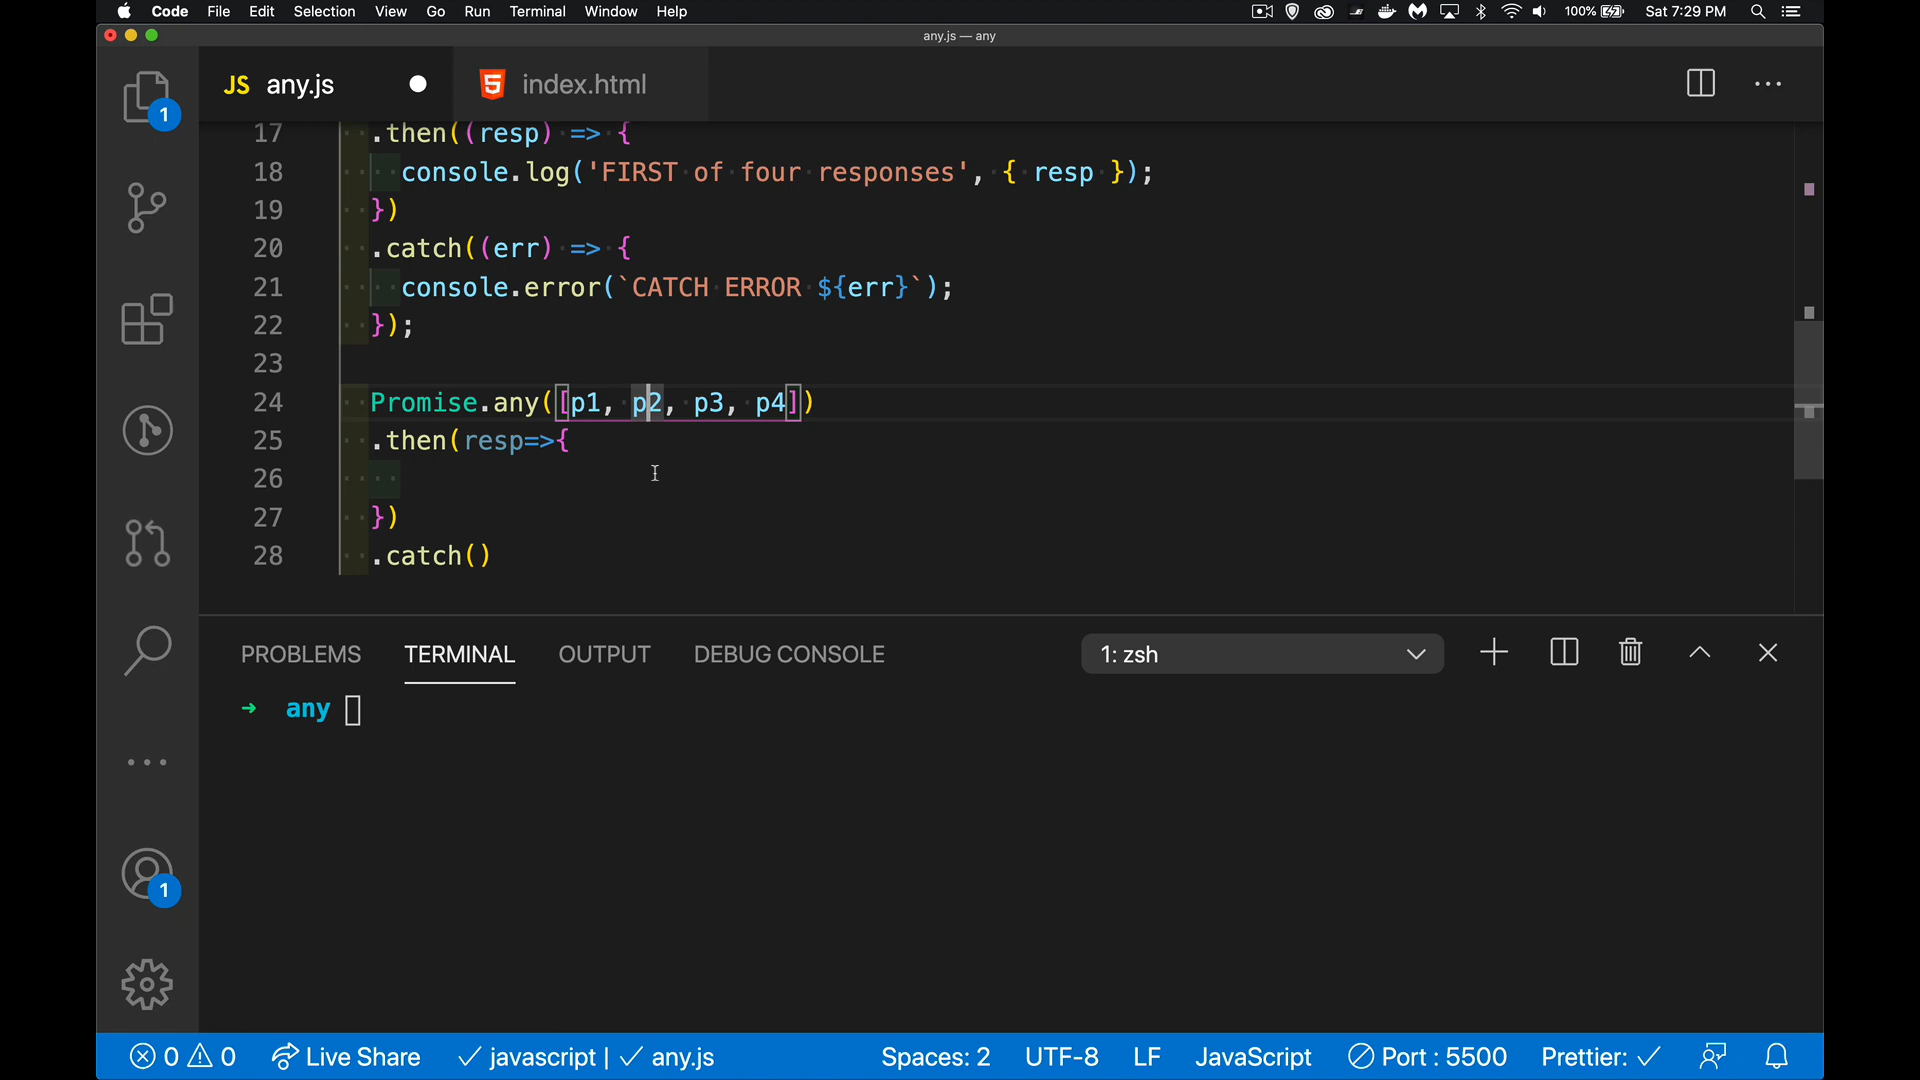 Code File Edit Selection View Go Run Terminal Window Help 100% Sat 7:29 PM
any.js — any
JS any.js index.html
17 .then((resp) => {
18 console.log('FIRST of four responses', { resp });
19 })
20 .catch((err) => {
21 console.error(`CATCH ERROR ${err}`);
22 });
23
24 Promise.any([p1, p2, p3, p4])
25 .then(resp=>{
26
27 })
28 .catch()
1
PROBLEMS TERMINAL OUTPUT DEBUG CONSOLE 1: zsh
➜ any
1
0 0 Live Share javascript | any.js Spaces: 2 UTF-8 LF JavaScript Port : 5500 Prettier: